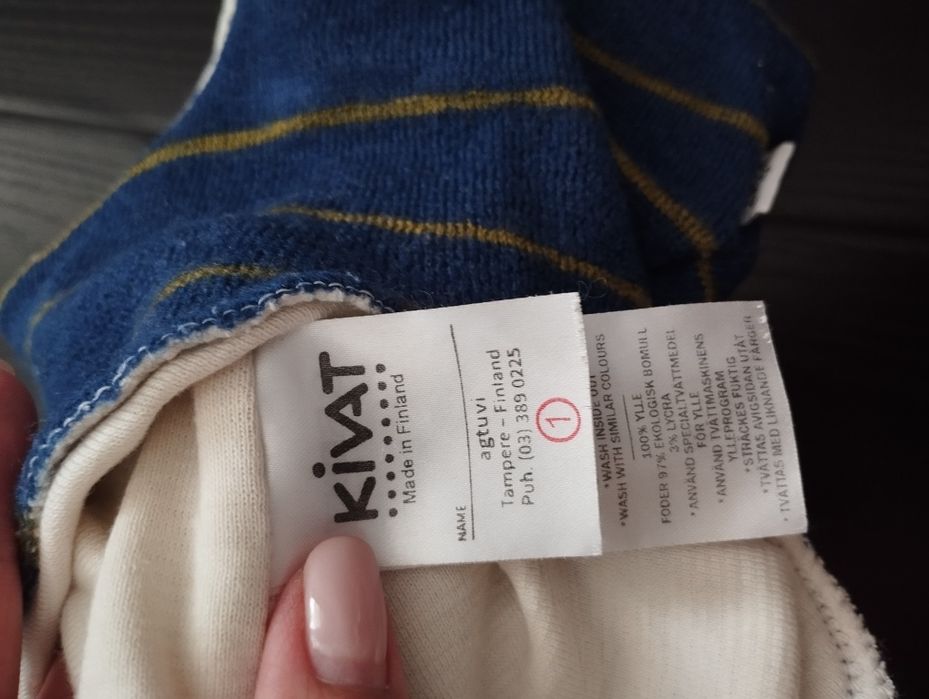 KiVAT
Made in Finland
NAME
agtuvi
Tampere – Finland
Puh. (03) 389 0225
1
*WASH INSIDE OUT
*WASH WITH SIMILAR COLOURS
100% YLLE
FODER 97% EKOLOGISK BOMULL
3% LYCRA
*ANVÄND SPECIALTVÄTTMEDEL
FÖR YLLE
*ANVÄND TVÄTTMASKINENS
YLLEPROGRAM
*STRÄCKES FUKTIG
*TVÄTTAS AVIGSIDAN UTÅT
*TVÄTTAS MED LIKNANDE FÄRGER